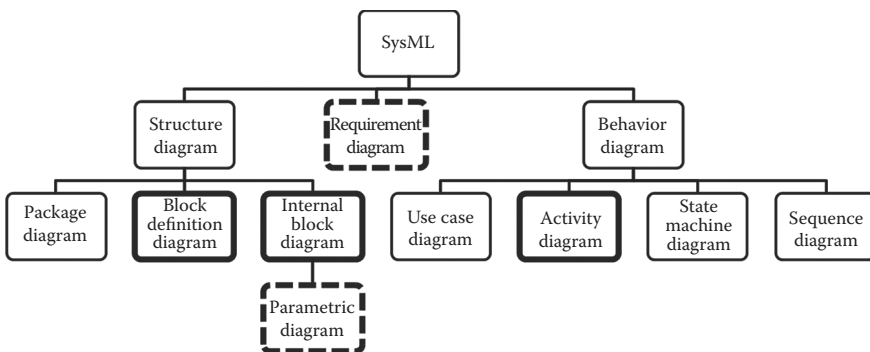 SysML
Structure
diagram
Requirement
diagram
Behavior
diagram
Package
diagram
Block
definition
diagram
Internal
block
diagram
Use case
diagram
Activity
diagram
State
machine
diagram
Sequence
diagram
Parametric
diagram